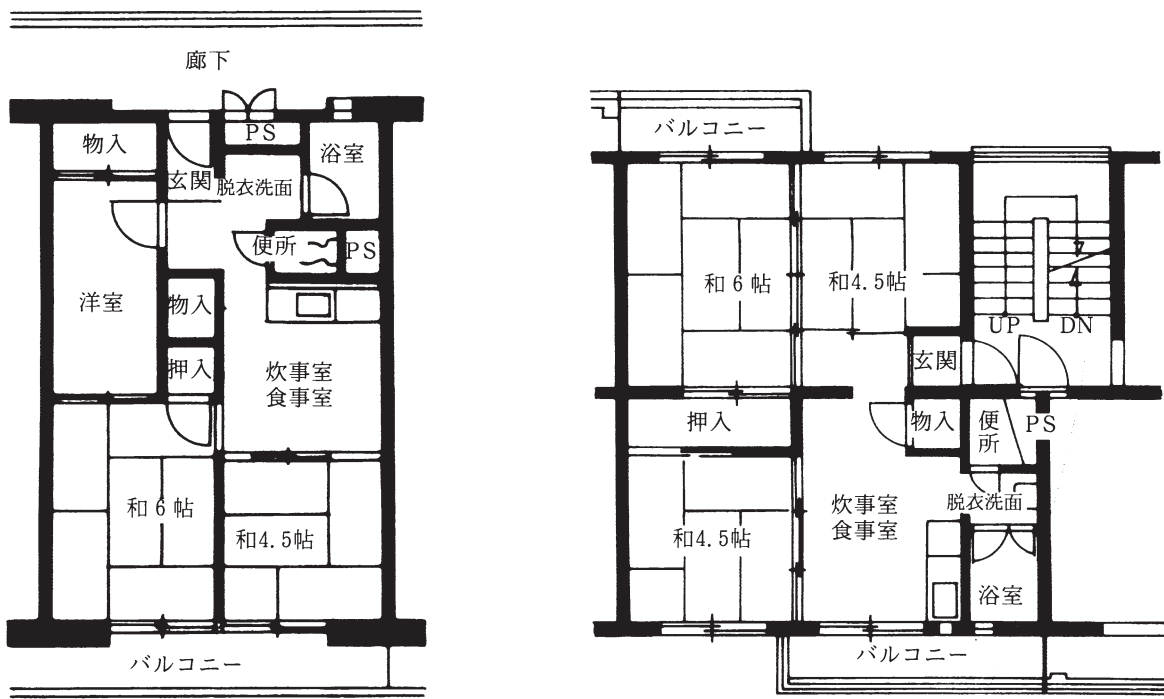 廊下
物入
PS
浴室
玄関
脱衣洗面
便所
PS
洋室
物入
押入
炊事室
食事室
和6帖
和4.5帖
バルコニー
バルコニー
和6帖
和4.5帖
UP
DN
玄関
押入
物入
便所
PS
和4.5帖
炊事室
食事室
脱衣洗面
浴室
バルコニー